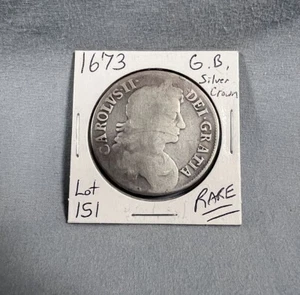 1673 G.B.
Silver
Crown
CAROLVS·II· DEI·GRATIA
Lot
151
RARE